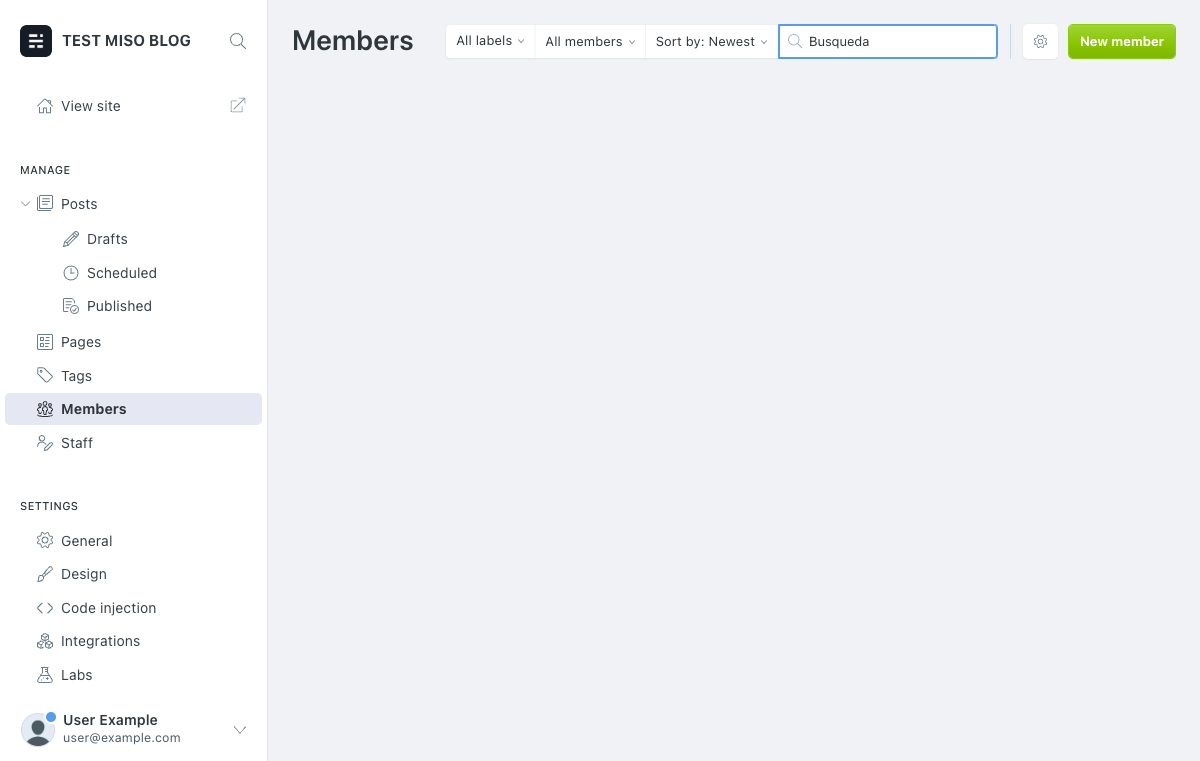 TEST MISO BLOG
View site
MANAGE
Posts
Drafts
Scheduled
Published
Pages
Tags
Members
Staff
SETTINGS
General
Design
Code injection
Integrations
Labs
User Example
user@example.com
Members
All labels
All members
Sort by: Newest
Busqueda
New member